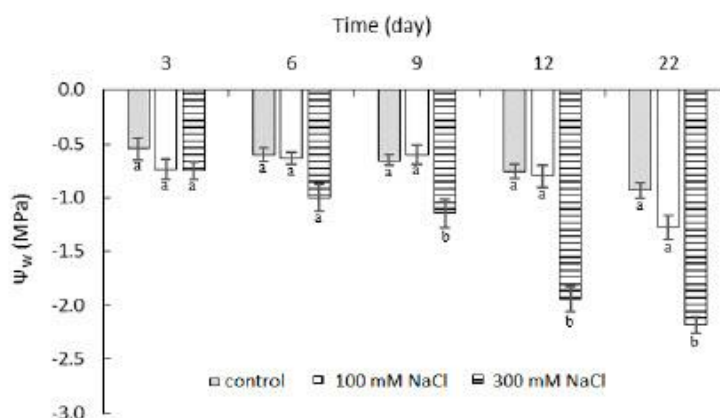 Time (day)
3 6 9 12 22
0.0
-0.5
-1.0
-1.5
-2.0
-2.5
-3.0
Ψw (MPa)
a a a
a a a
a a b
a a b
a a b
control 100 mM NaCl 300 mM NaCl